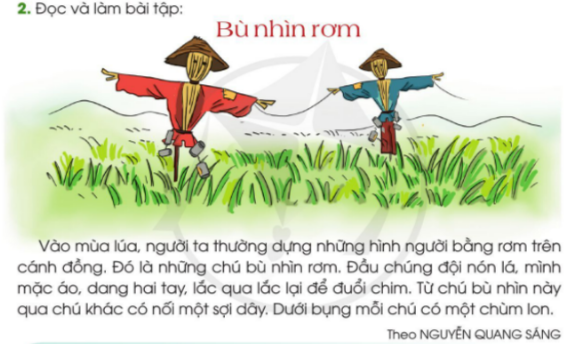 2. Đọc và làm bài tập:
Bù nhìn rơm
Vào mùa lúa, người ta thường dựng những hình người bằng rơm trên
cánh đồng. Đó là những chú bù nhìn rơm. Đầu chúng đội nón lá, mình
mặc áo, dang hai tay, lắc qua lắc lại để đuổi chim. Từ chú bù nhìn này
qua chú khác có nối một sợi dây. Dưới bụng mỗi chú có một chùm lon.
Theo NGUYỄN QUANG SÁNG